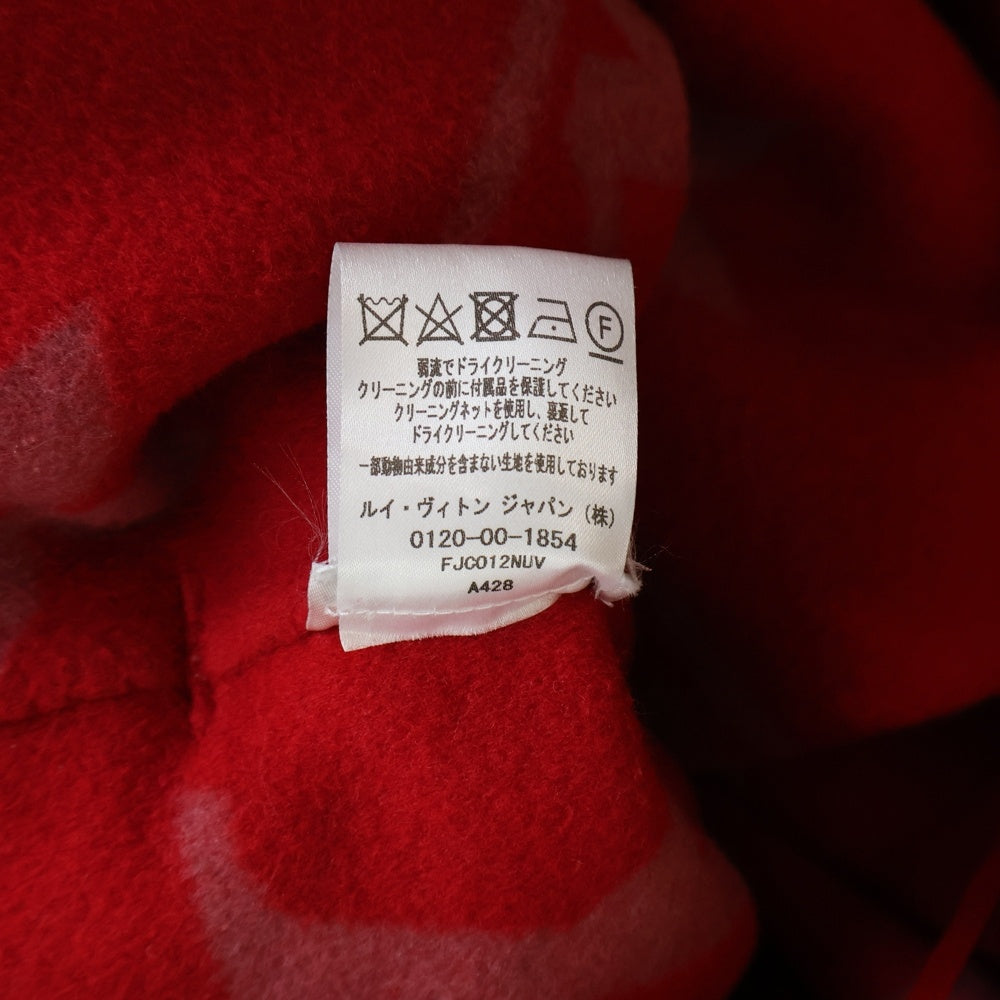 F
弱流でドライクリーニング
クリーニングの前に付属品を保護してください
クリーニングネットを使用し、裏返して
ドライクリーニングしてください
一部動物由来成分を含まない生地を使用しております
ルイ・ヴィトン ジャパン（株）
0120-00-1854
FJC012NUV
A428